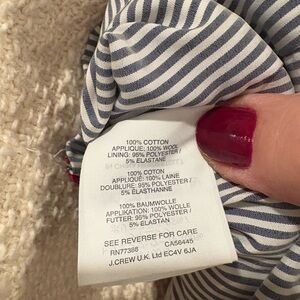 100% COTTON
APPLIQUE: 100% WOOL
LINING: 95% POLYESTER /
5% ELASTANE
100% COTON
APPLIQUÉ: 100% LAINE
DOUBLURE: 95% POLYESTER /
5% ÉLASTHANNE
100% BAUMWOLLE
APPLIKATION: 100% WOLLE
FUTTER: 95% POLYESTER /
5% ELASTAN
SEE REVERSE FOR CARE
RN77388 CA56445
J.CREW U.K. Ltd EC4V 6JA